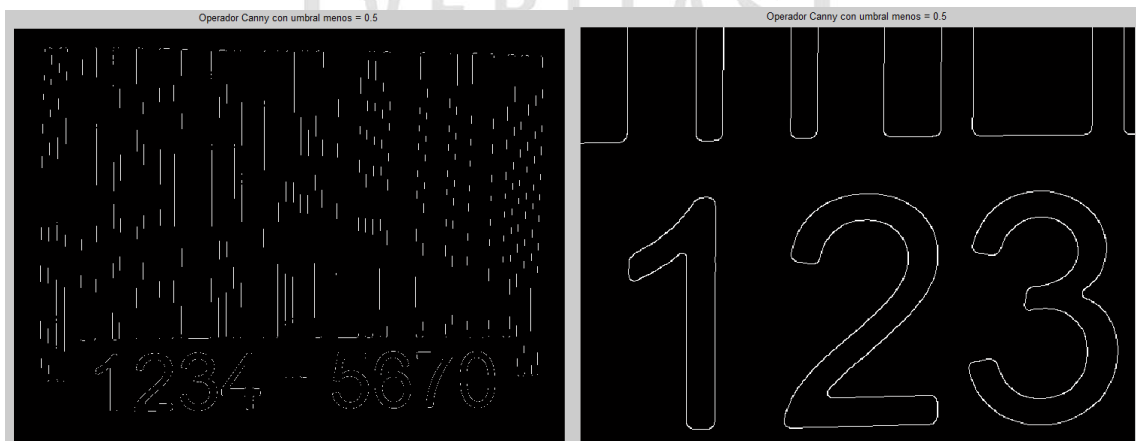 Operador Canny con umbral menos = 0.5
1234 5670
Operador Canny con umbral menos = 0.5
123